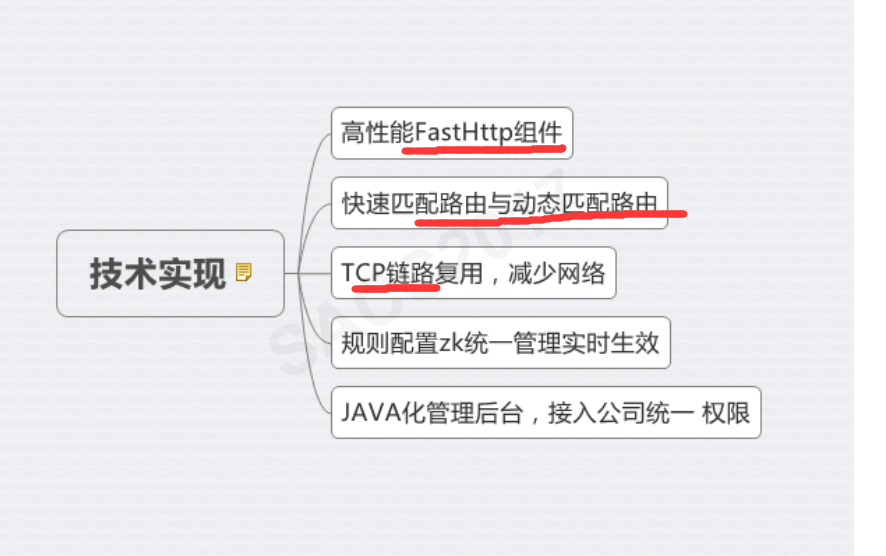 高性能FastHttp组件
快速匹配路由与动态匹配路由
技术实现
TCP链路复用，减少网络
规则配置zk统一管理实时生效
JAVA化管理后台，接入公司统一 权限
SACC2017